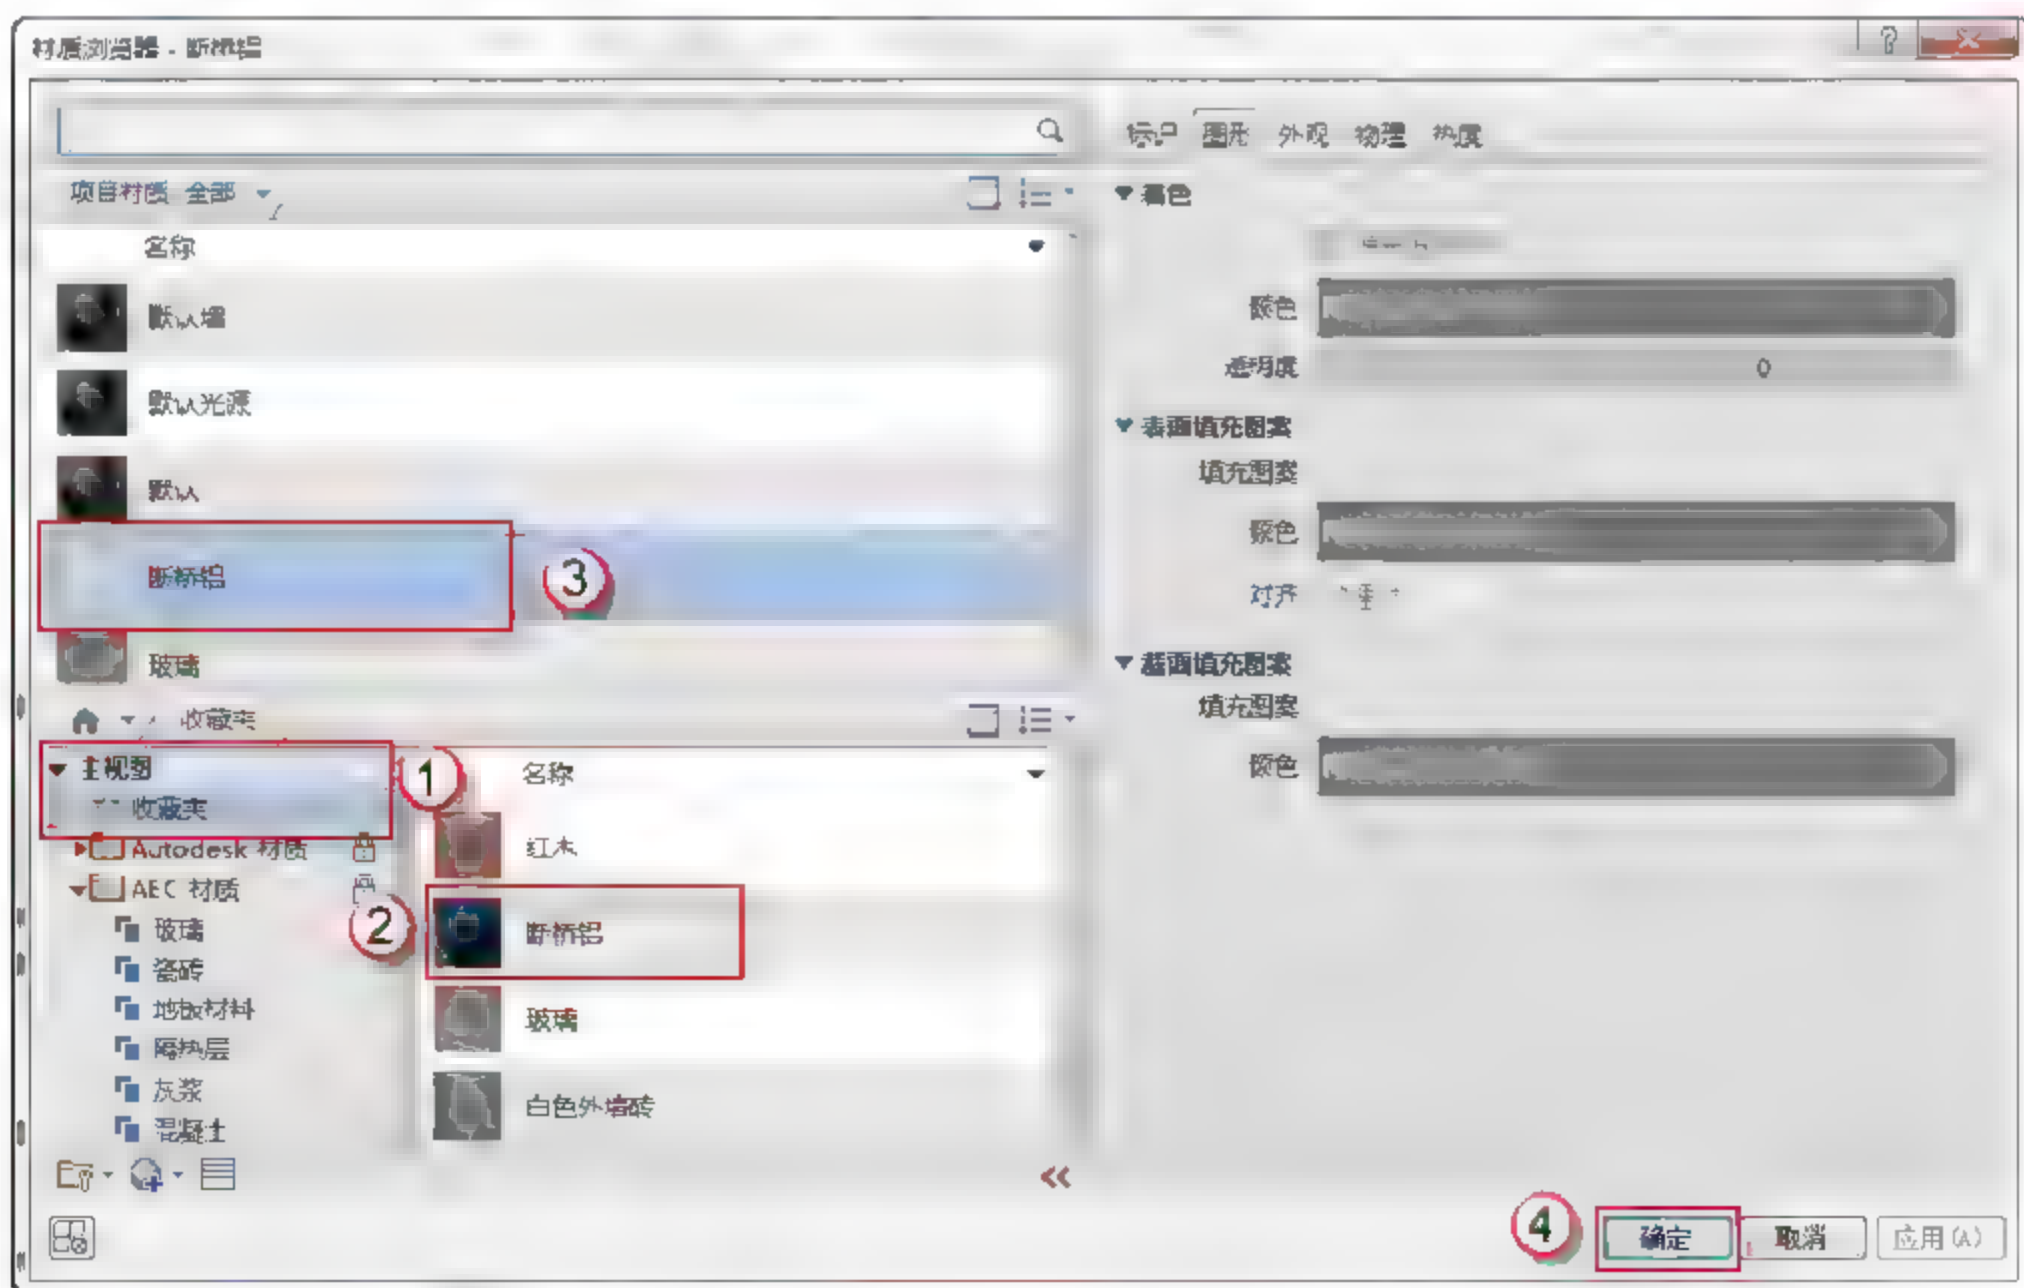 材质浏览器 - 断桥铝
标识 图形 外观 物理 热度
项目材质 全部
名称
默认墙
默认光源
默认
断桥铝
3
玻璃
收藏夹
主视图
收藏夹
1
Autodesk 材质
AEC 材质
玻璃
瓷砖
地板材料
隔热层
灰浆
混凝土
名称
红木
2
断桥铝
玻璃
白色外墙砖
着色
颜色
透明度 0
表面填充图案
填充图案
颜色
对齐
截面填充图案
填充图案
颜色
4
确定 取消 应用(A)